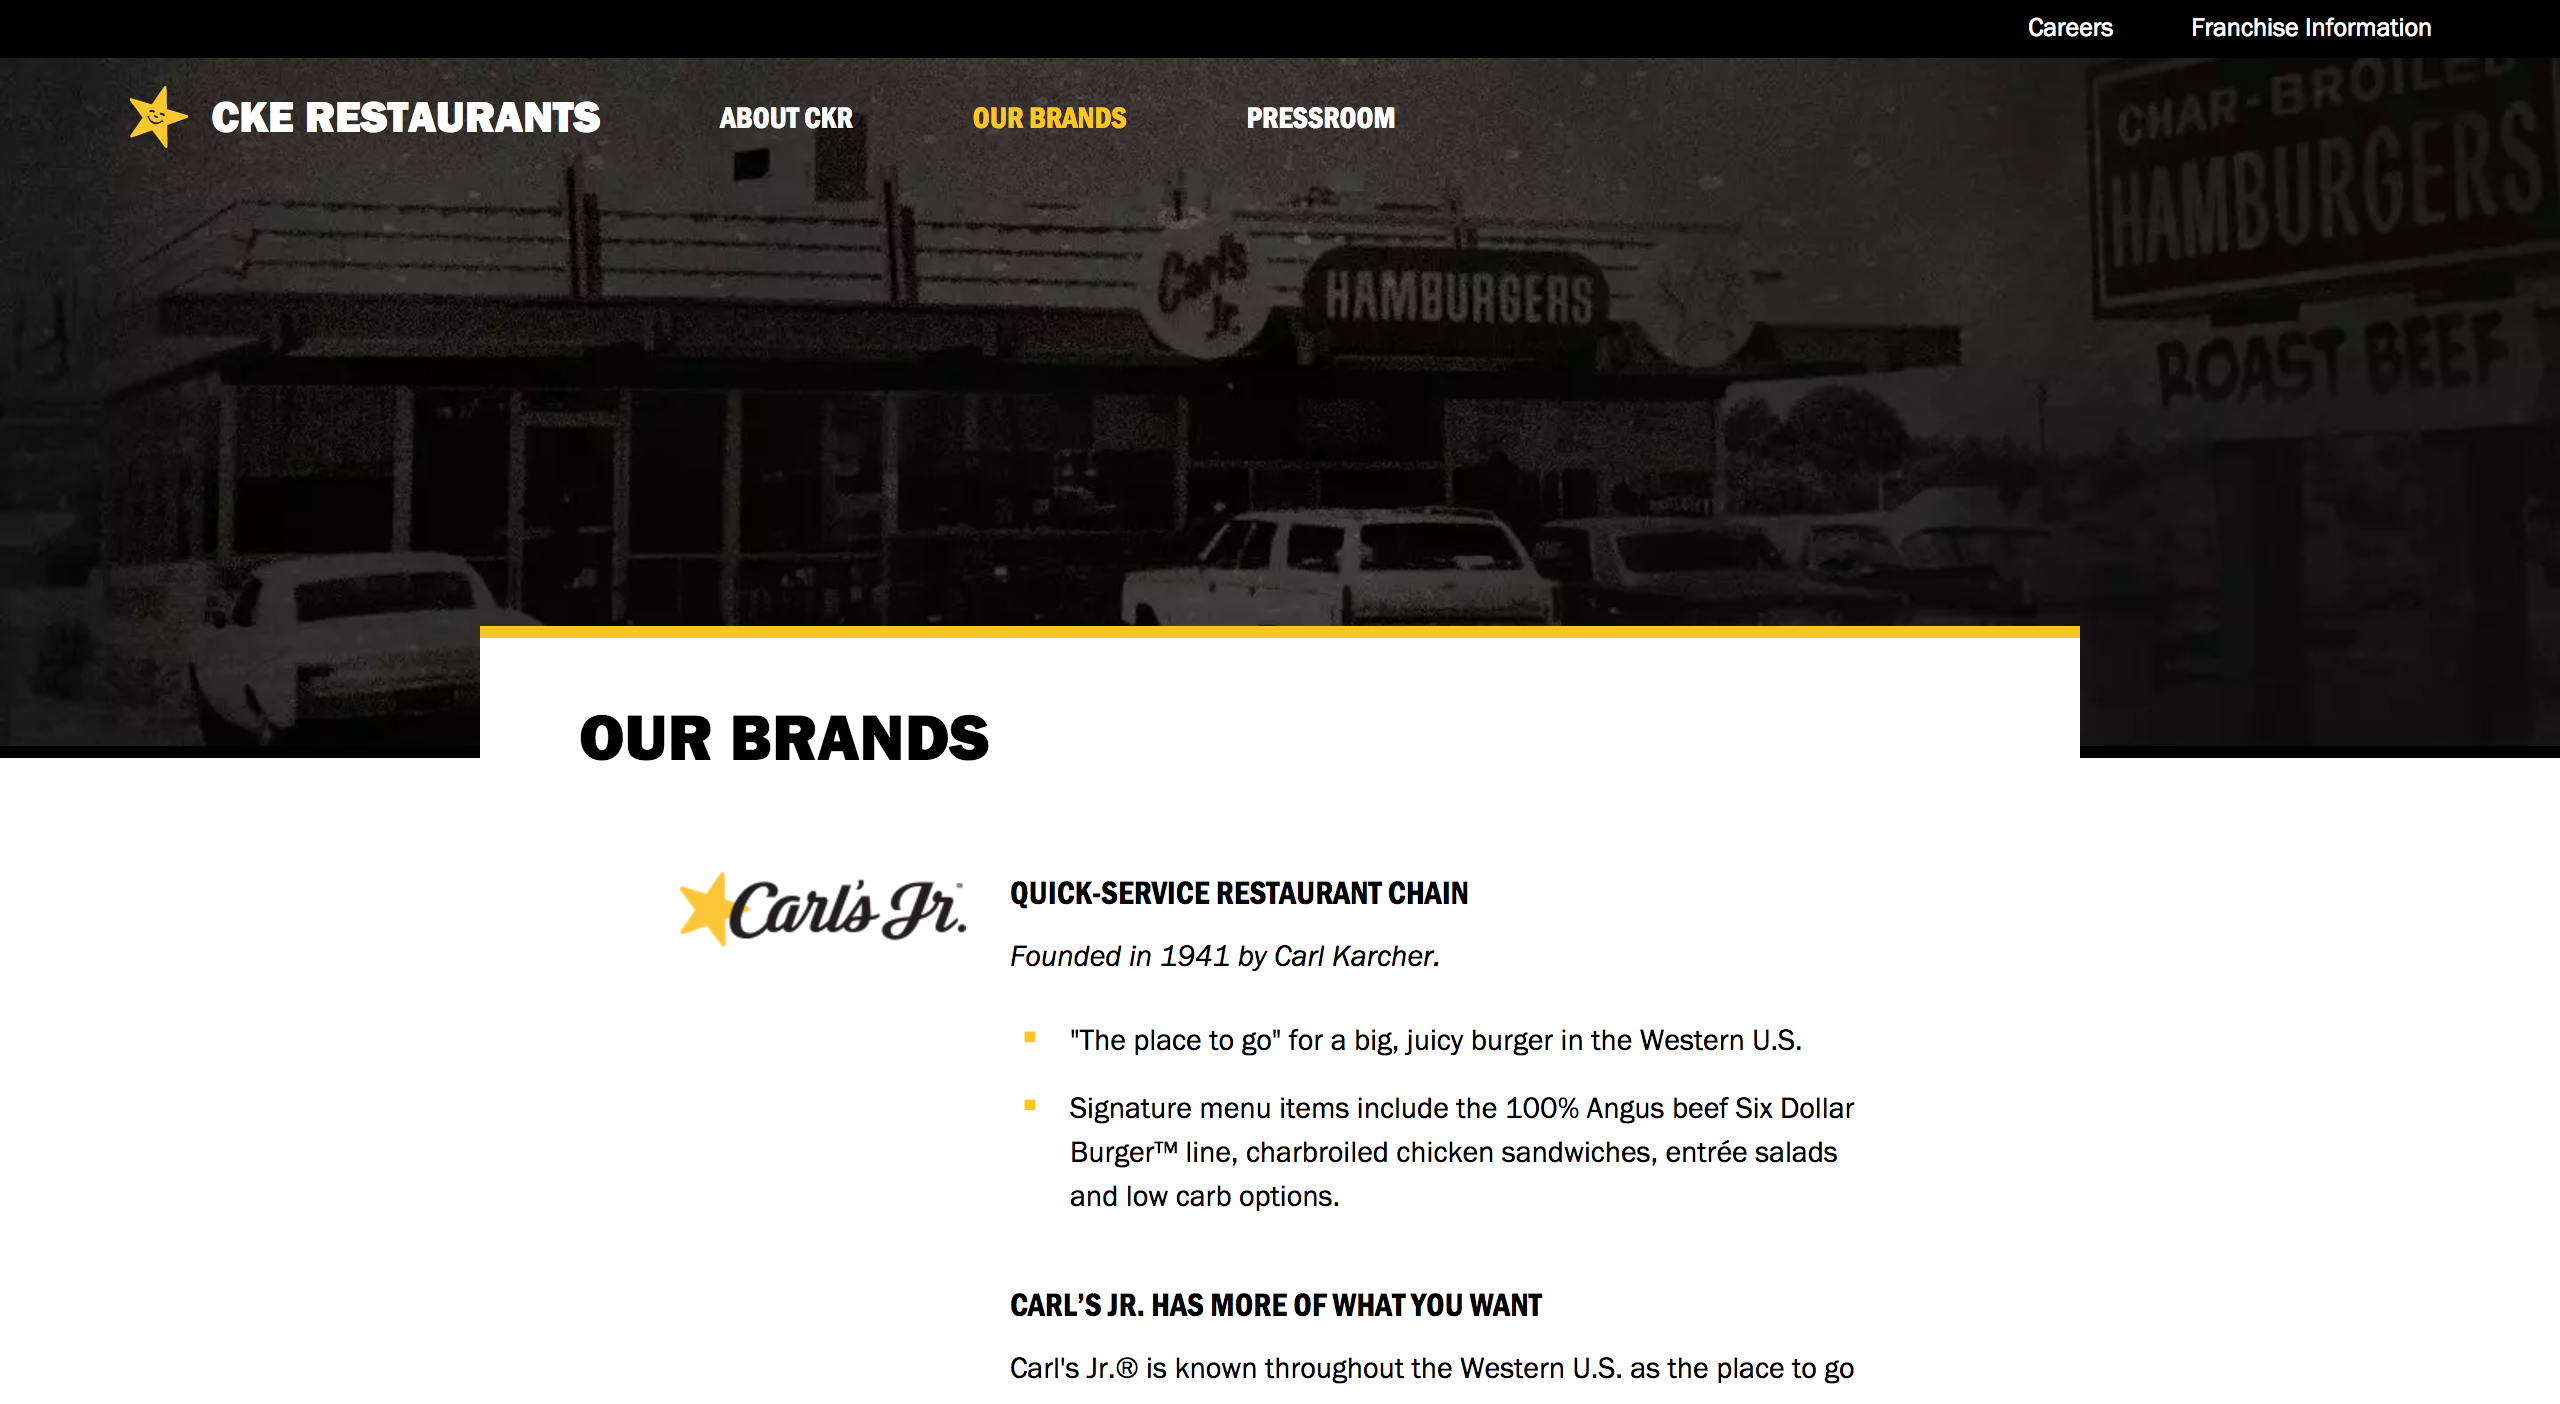 Careers Franchise Information
CKE RESTAURANTS ABOUT CKR OUR BRANDS PRESSROOM
CHAR-BROILED
HAMBURGERS
Carl's
Jr.
HAMBURGERS
ROAST BEEF
OUR BRANDS
Carl's Jr.
QUICK-SERVICE RESTAURANT CHAIN
Founded in 1941 by Carl Karcher.
"The place to go" for a big, juicy burger in the Western U.S.
Signature menu items include the 100% Angus beef Six Dollar
Burger™ line, charbroiled chicken sandwiches, entrée salads
and low carb options.
CARL’S JR. HAS MORE OF WHAT YOU WANT
Carl's Jr.® is known throughout the Western U.S. as the place to go